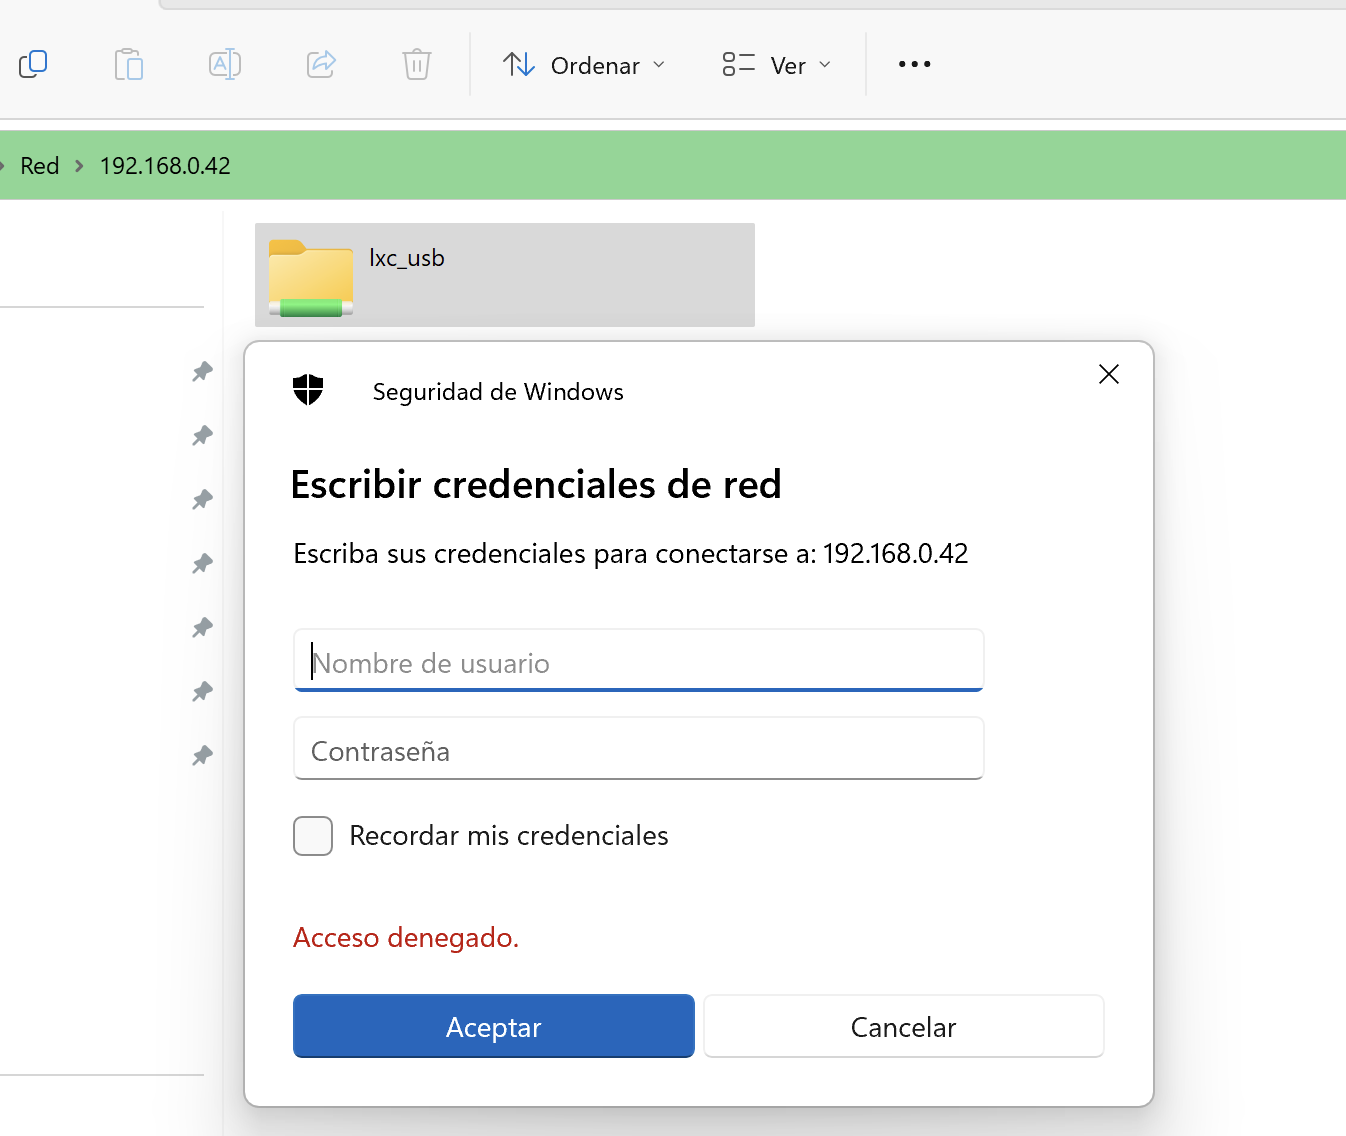 Ordenar
Ver
Red > 192.168.0.42
lxc_usb
Seguridad de Windows
Escribir credenciales de red
Escriba sus credenciales para conectarse a: 192.168.0.42
Nombre de usuario
Contraseña
Recordar mis credenciales
Acceso denegado.
Aceptar
Cancelar